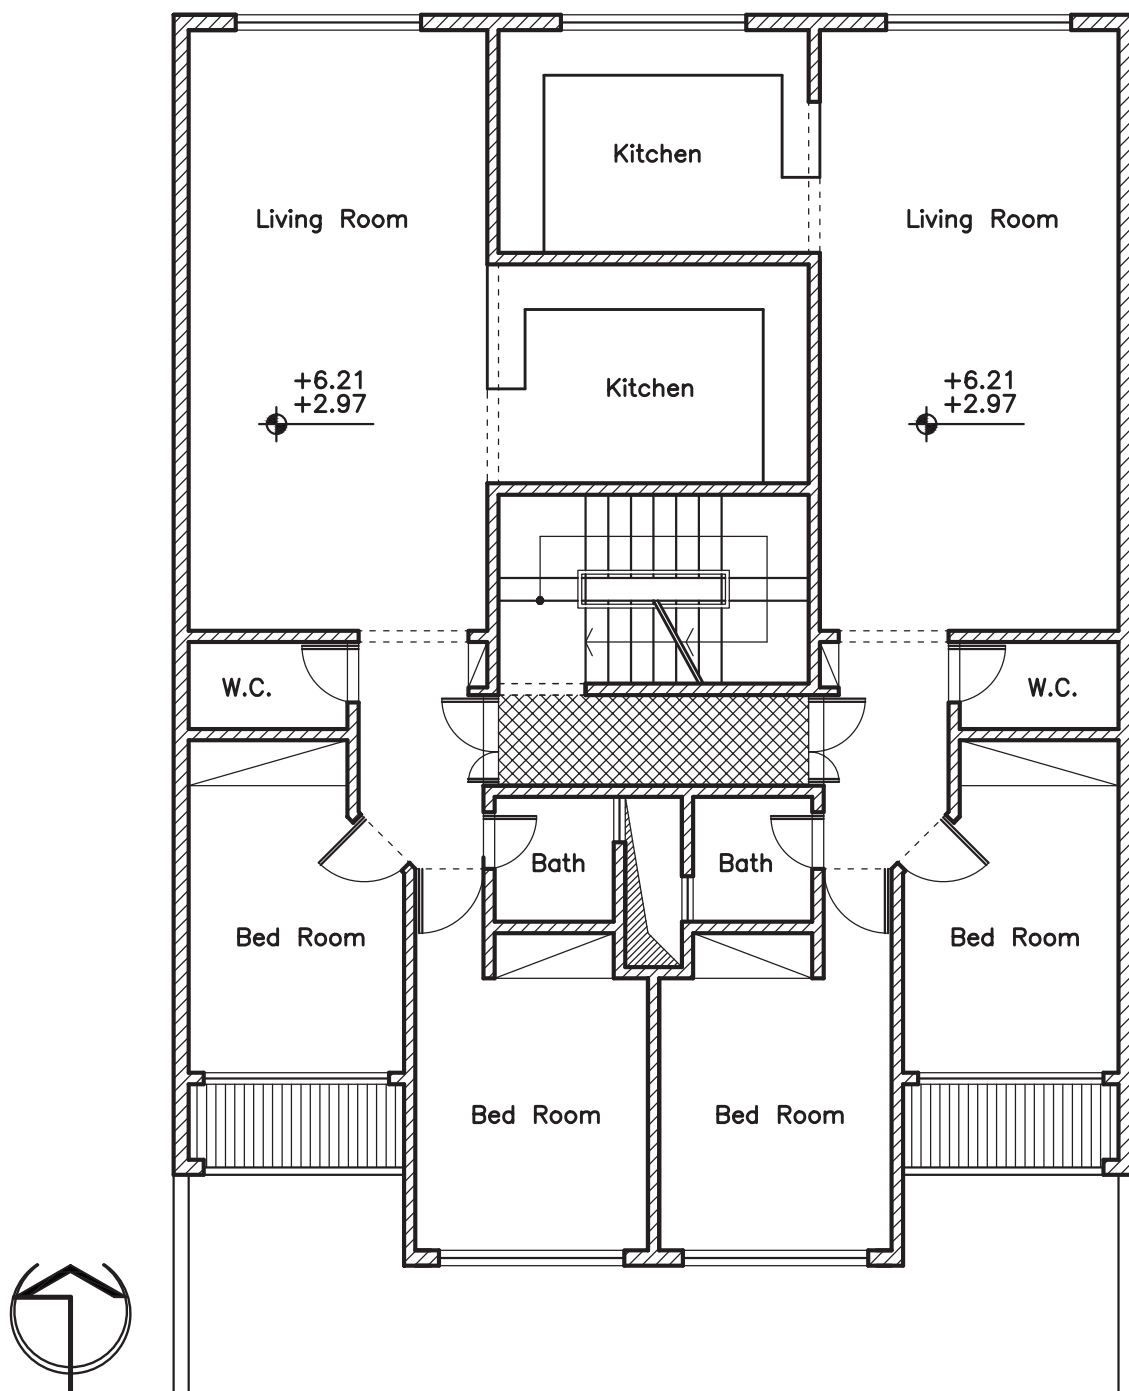 Kitchen
Living Room
Living Room
+6.21
+2.97
Kitchen
+6.21
+2.97
W.C.
W.C.
Bath
Bath
Bed Room
Bed Room
Bed Room
Bed Room